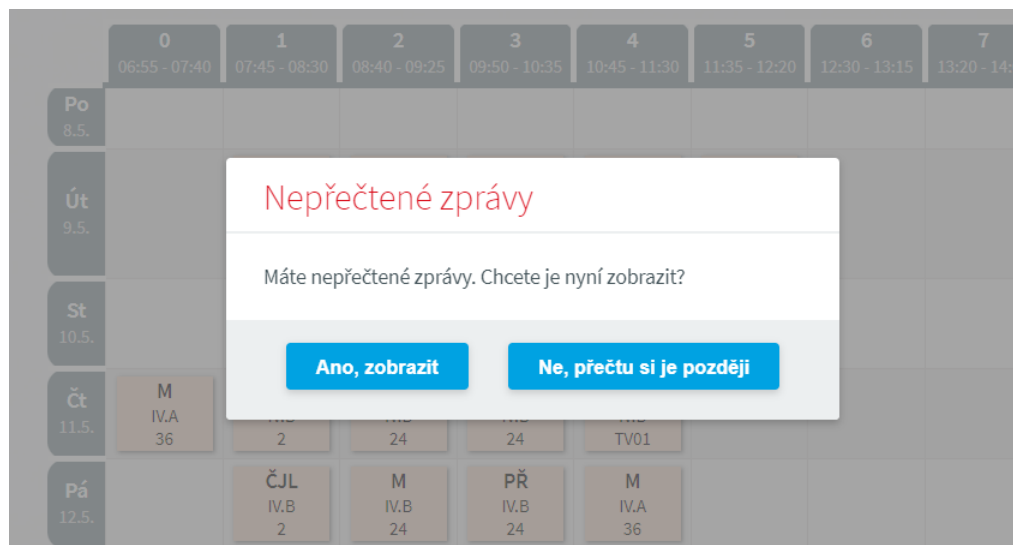 0 1 2 3 4 5 6 7
06:55 - 07:40 07:45 - 08:30 08:40 - 09:25 09:50 - 10:35 10:45 - 11:30 11:35 - 12:20 12:30 - 13:15 13:20 - 14:
Po
8.5.
Út
9.5.
Nepřečtené zprávy
Máte nepřečtené zprávy. Chcete je nyní zobrazit?
St
10.5.
Ano, zobrazit Ne, přečtu si je později
Čt
11.5.
M
IV.A
36 2 24 24 TV01
Pá
12.5.
ČJL M PŘ M
IV.B IV.B IV.B IV.A
2 24 24 36